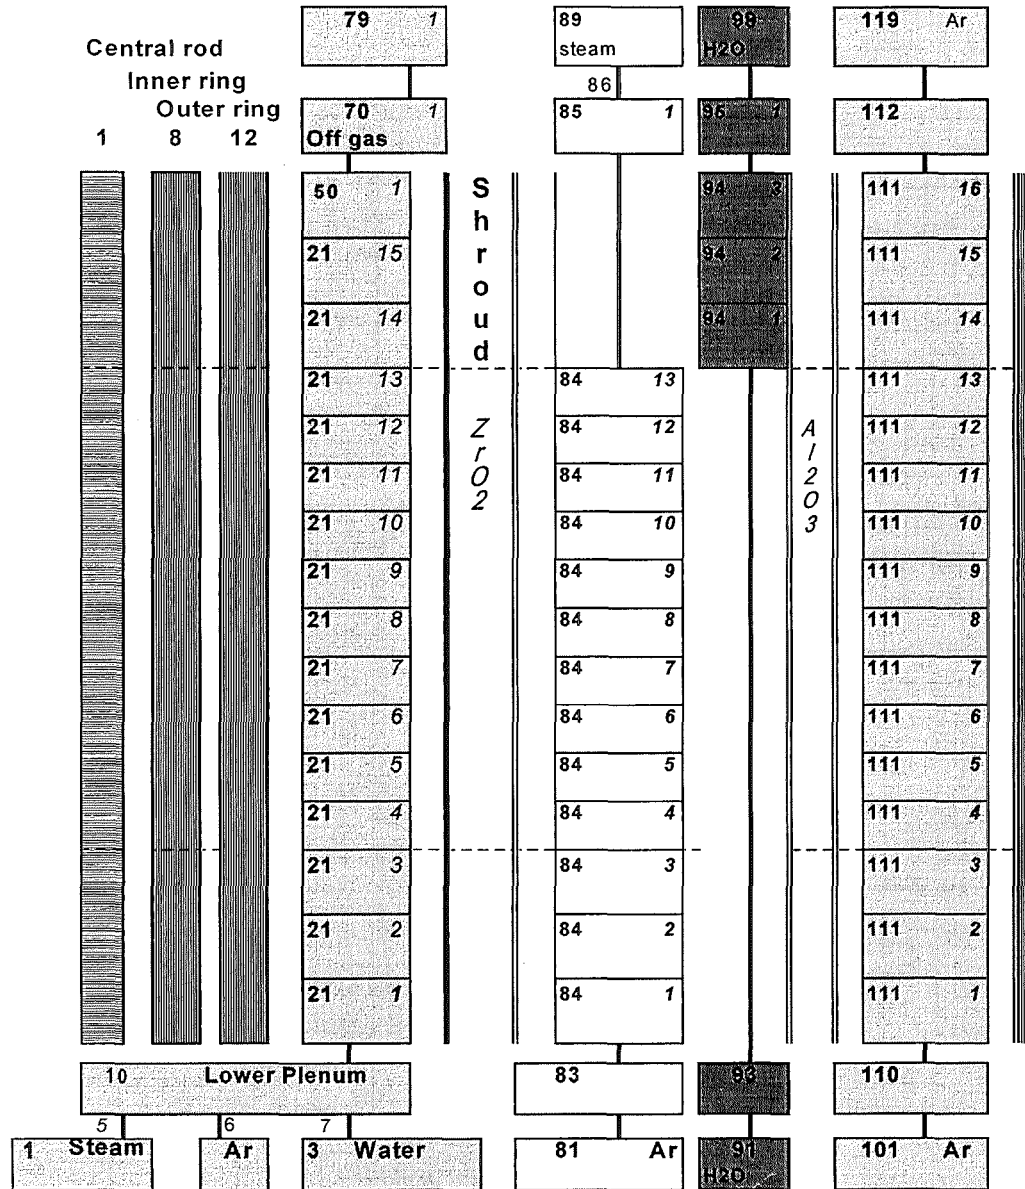 79 1 89 99 119 Ar
Central rod steam H2O
Inner ring 86
Outer ring 70 1 85 1 95 1 112
1 8 12 Off gas
50 1 94 3 111 16
21 15 94 2 111 15
21 14 94 1 111 14
Shroud
21 13 84 13 111 13
21 12 84 12 111 12
21 11 84 11 111 11
ZrO2 Al2O3
21 10 84 10 111 10
21 9 84 9 111 9
21 8 84 8 111 8
21 7 84 7 111 7
21 6 84 6 111 6
21 5 84 5 111 5
21 4 84 4 111 4
21 3 84 3 111 3
21 2 84 2 111 2
21 1 84 1 111 1
10 Lower Plenum 83 93 110
5 6 7
1 Steam Ar 3 Water 81 Ar 91 101 Ar
H2O